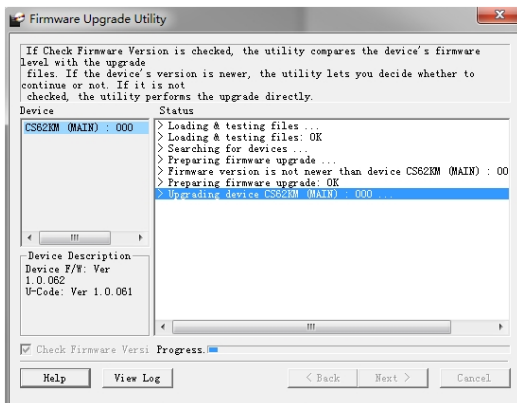 Firmware Upgrade Utility
If Check Firmware Version is checked, the utility compares the device's firmware
level with the upgrade
files. If the device's version is newer, the utility lets you decide whether to
continue or not. If it is not
checked, the utility performs the upgrade directly.
Device
Status
CS62KM (MAIN) : 000
> Loading & testing files ...
> Loading & testing files: OK
> Searching for devices ...
> Preparing firmware upgrade ...
> Firmware version is not newer than device CS62KM (MAIN) : 00
> Preparing firmware upgrade: OK
> Upgrading device CS62KM (MAIN) : 000 ...
Device Description
Device F/W: Ver
1.0.062
U-Code: Ver 1.0.061
Check Firmware Versi Progress.
Help View Log < Back Next > Cancel